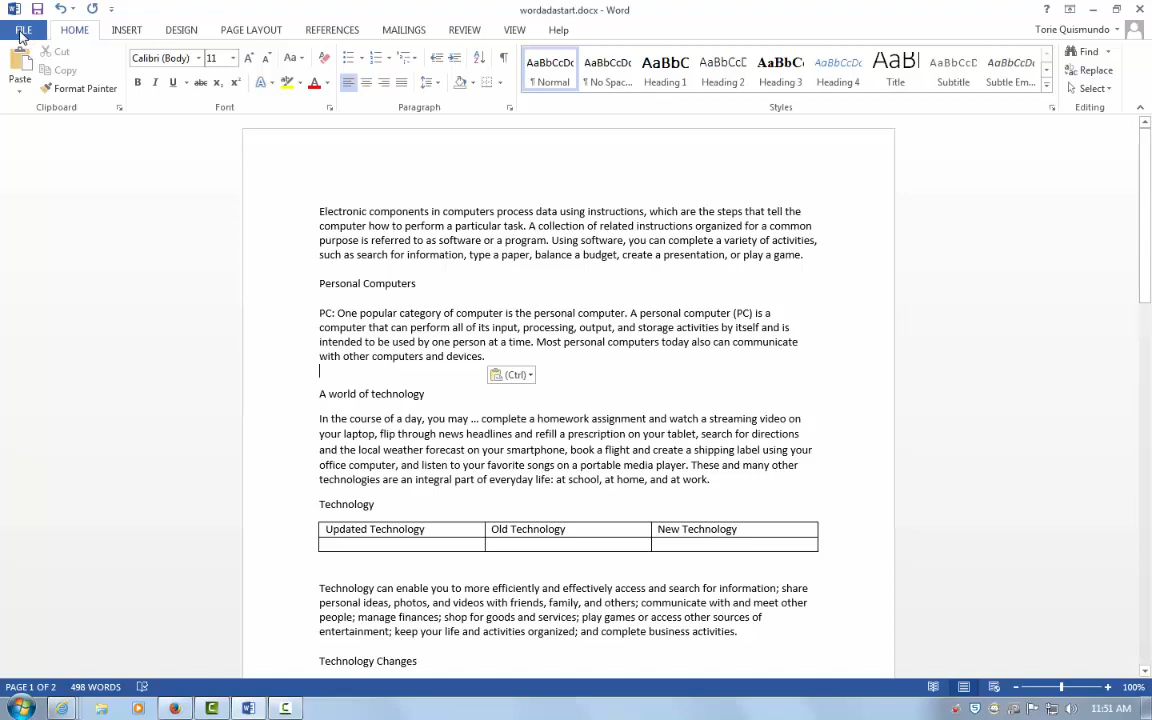 wordadastart.docx - Word
?
FILE HOME INSERT DESIGN PAGE LAYOUT REFERENCES MAILINGS REVIEW VIEW Help
Torie Quismundo
Paste
Cut
Copy
Format Painter
Clipboard
Calibri (Body) 11
Aa
B I U abc x₂ x² A A
Font
Paragraph
AaBbCcDc AaBbCcDc AaBbC AaBbCcC AaBbCc AaBbCcDc AaB AaBbCcC AaBbCcDc
¶ Normal ¶ No Spac... Heading 1 Heading 2 Heading 3 Heading 4 Title Subtitle Subtle Em...
Styles
Find
Replace
Select
Editing
Electronic components in computers process data using instructions, which are the steps that tell the
computer how to perform a particular task. A collection of related instructions organized for a common
purpose is referred to as software or a program. Using software, you can complete a variety of activities,
such as search for information, type a paper, balance a budget, create a presentation, or play a game.
Personal Computers
PC: One popular category of computer is the personal computer. A personal computer (PC) is a
computer that can perform all of its input, processing, output, and storage activities by itself and is
intended to be used by one person at a time. Most personal computers today also can communicate
with other computers and devices.
(Ctrl)
A world of technology
In the course of a day, you may … complete a homework assignment and watch a streaming video on
your laptop, flip through news headlines and refill a prescription on your tablet, search for directions
and the local weather forecast on your smartphone, book a flight and create a shipping label using your
office computer, and listen to your favorite songs on a portable media player. These and many other
technologies are an integral part of everyday life: at school, at home, and at work.
Technology
Updated Technology Old Technology New Technology
Technology can enable you to more efficiently and effectively access and search for information; share
personal ideas, photos, and videos with friends, family, and others; communicate with and meet other
people; manage finances; shop for goods and services; play games or access other sources of
entertainment; keep your life and activities organized; and complete business activities.
Technology Changes
PAGE 1 OF 2 498 WORDS
100%
11:51 AM